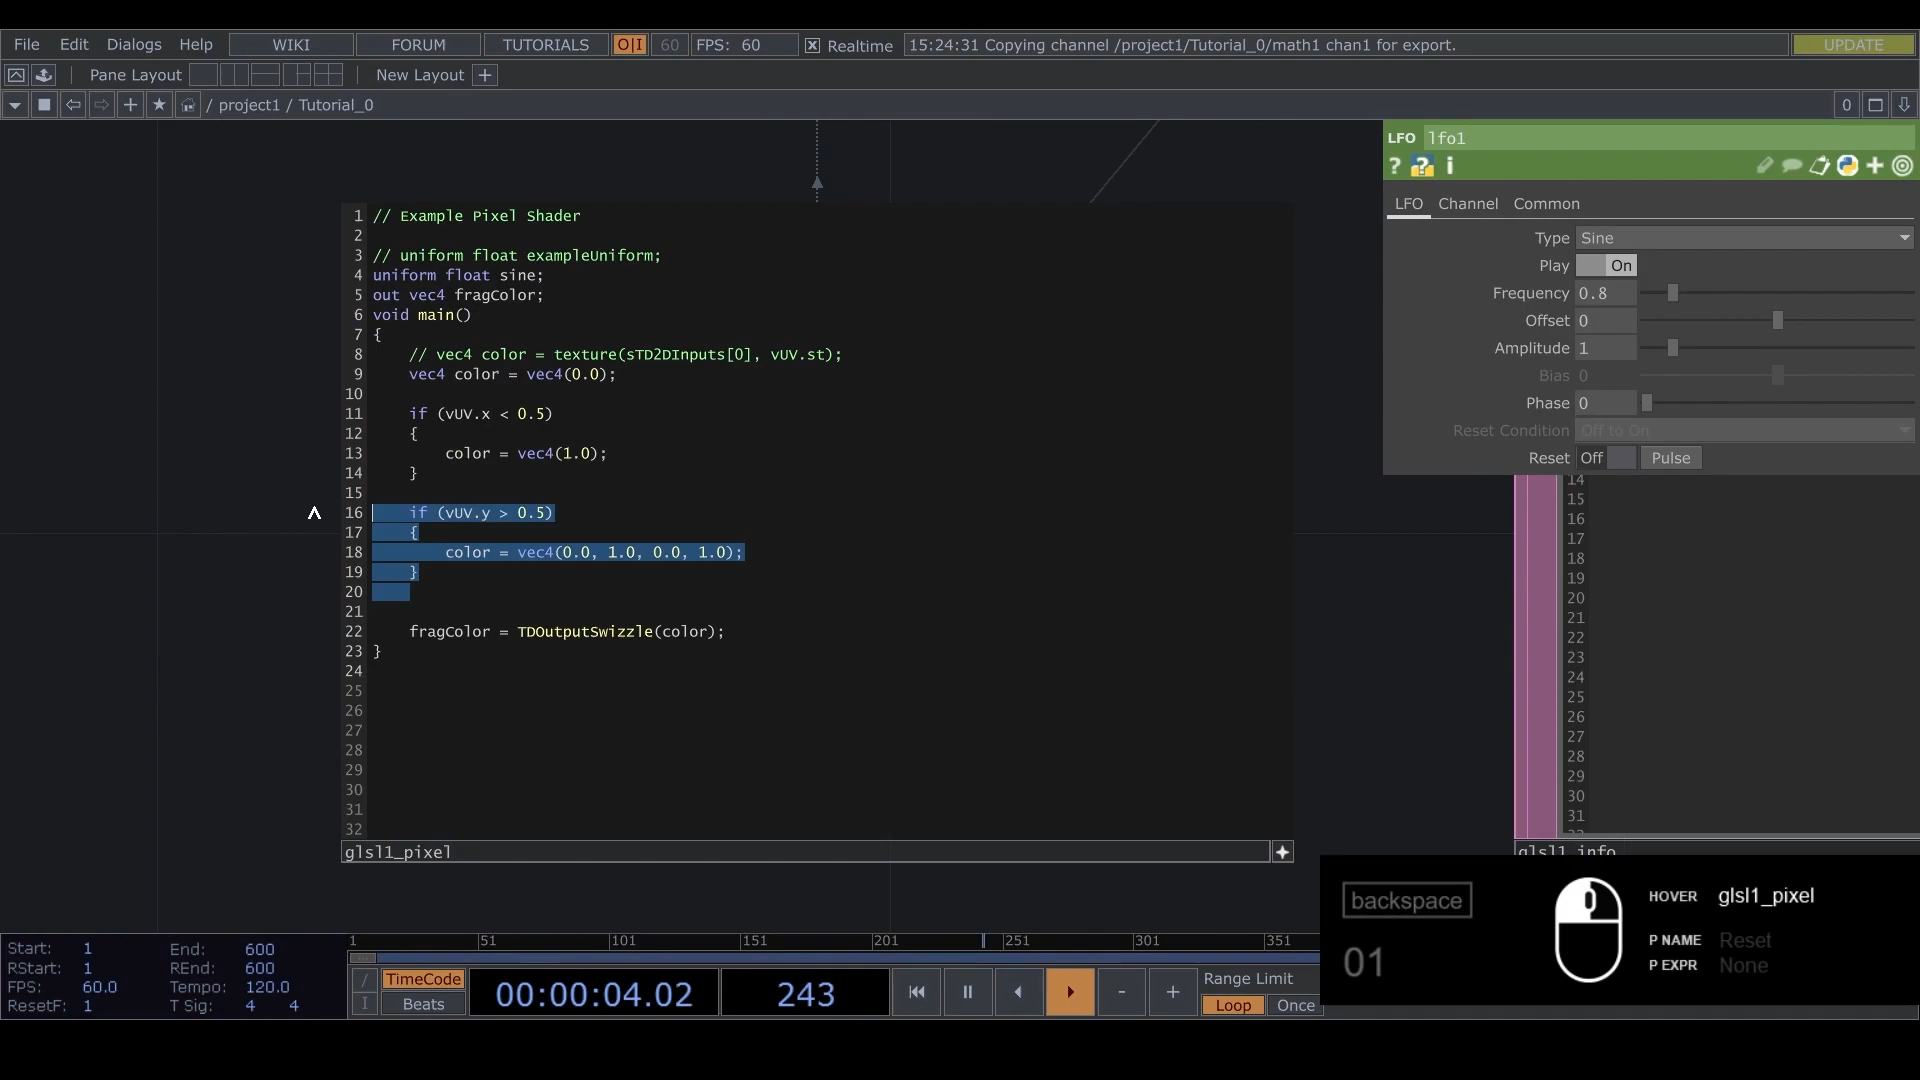 File Edit Dialogs Help WIKI FORUM TUTORIALS O|I 60 FPS: 60 Realtime 15:24:31 Copying channel /project1/Tutorial_0/math1 chan1 for export. UPDATE
Pane Layout New Layout +
/ project1 / Tutorial_0 0
LFO lfo1
? ? i
LFO Channel Common
Type Sine
Play On
Frequency 0.8
Offset 0
Amplitude 1
Bias 0
Phase 0
Reset Condition Off to On
Reset Off Pulse
1 // Example Pixel Shader
2
3 // uniform float exampleUniform;
4 uniform float sine;
5 out vec4 fragColor;
6 void main()
7 {
8 // vec4 color = texture(sTD2DInputs[0], vUV.st);
9 vec4 color = vec4(0.0);
10
11 if (vUV.x < 0.5)
12 {
13 color = vec4(1.0);
14 }
15
16 if (vUV.y > 0.5)
17 {
18 color = vec4(0.0, 1.0, 0.0, 1.0);
19 }
20
21
22 fragColor = TDOutputSwizzle(color);
23 }
24
25
26
27
28
29
30
31
32
glsl1_pixel
14
15
16
17
18
19
20
21
22
23
24
25
26
27
28
29
30
31
glsl1_info
backspace
01
HOVER glsl1_pixel
P NAME Reset
P EXPR None
Start: 1 End: 600
RStart: 1 REnd: 600
FPS: 60.0 Tempo: 120.0
ResetF: 1 T Sig: 4 4
1 51 101 151 201 251 301 351
TimeCode
Beats
00:00:04.02 243
- +
Range Limit
Loop Once